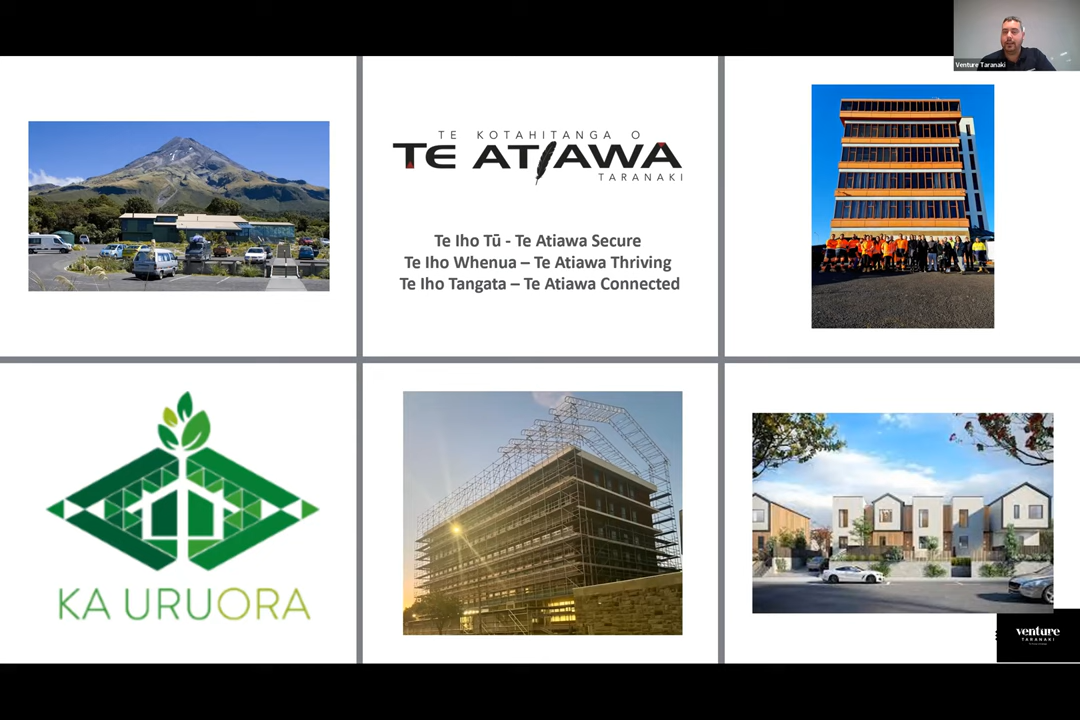 Venture Taranaki
TE KOTAHITANGA O
TE ATIAWA
TARANAKI
Te Iho Tū - Te Atiawa Secure
Te Iho Whenua – Te Atiawa Thriving
Te Iho Tangata – Te Atiawa Connected
KA URUORA
venture
TARANAKI